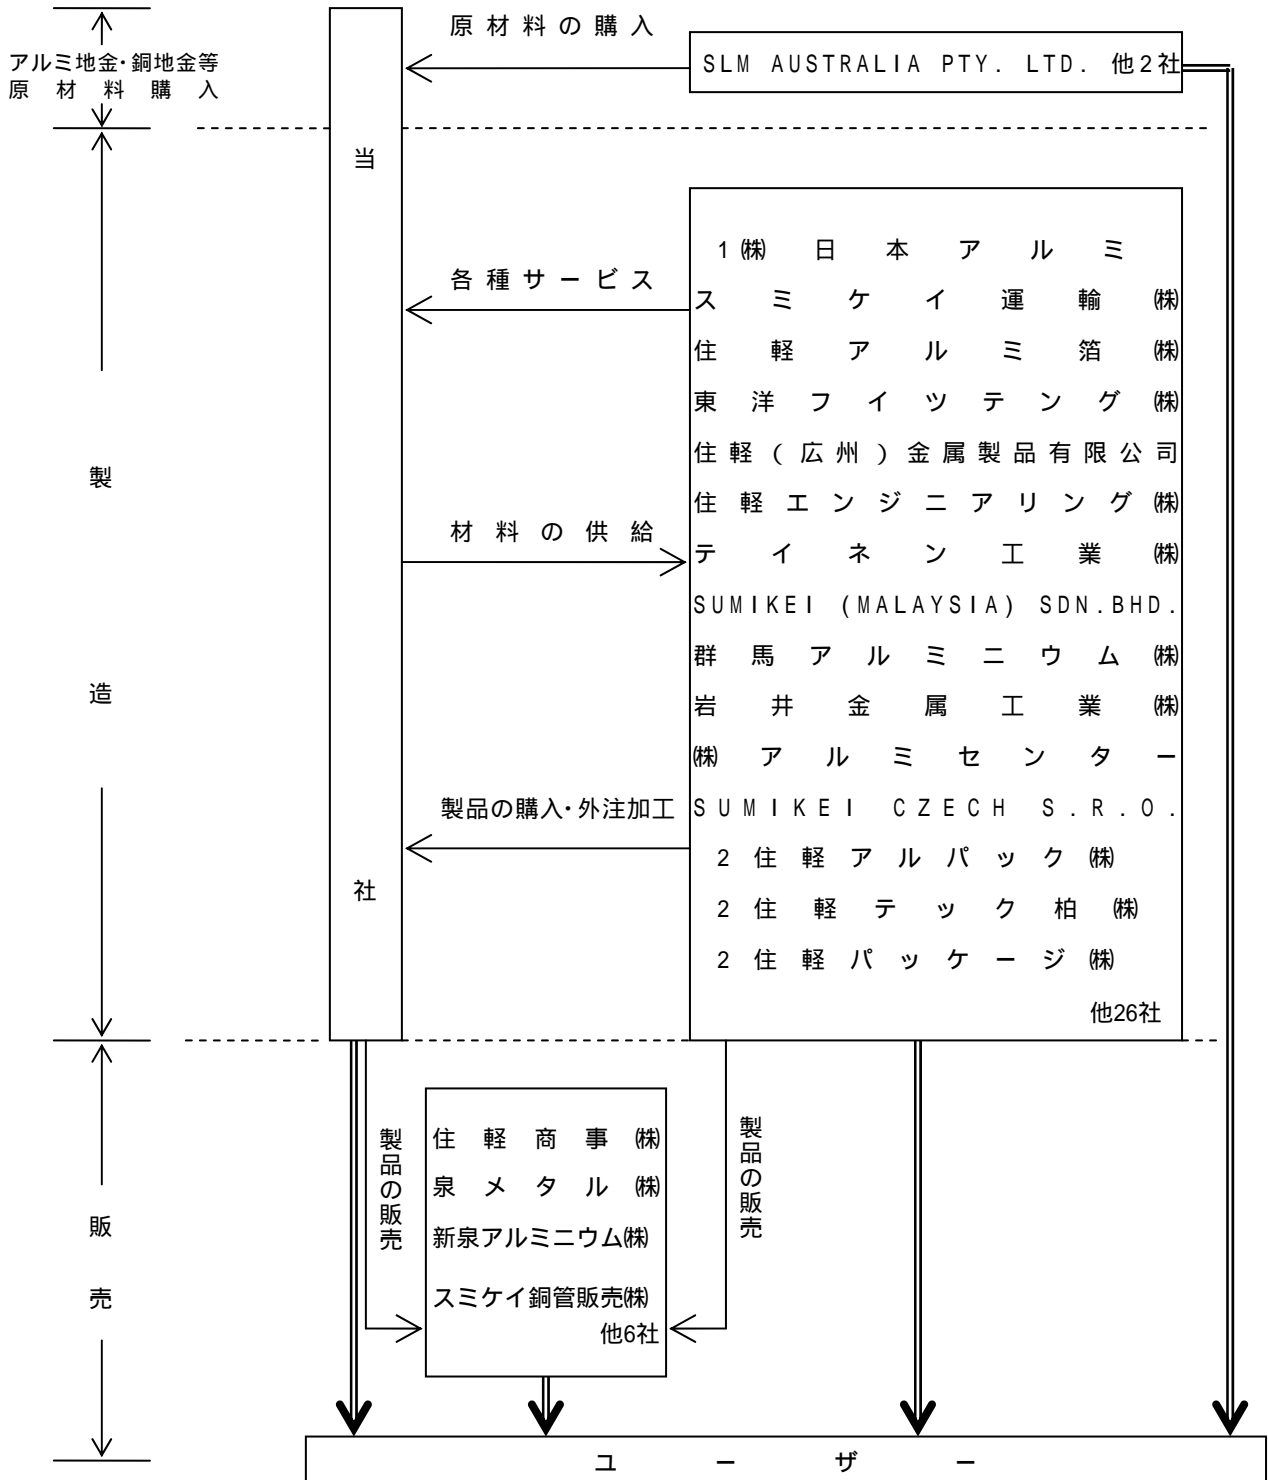 原材料の購入
SLM AUSTRALIA PTY. LTD. 他2社
アルミ地金・銅地金等
原材料購入
当
社
製
造
各種サービス
材料の供給
製品の購入・外注加工
1㈱日本アルミ
スミケイ運輸㈱
住軽アルミ箔㈱
東洋フイツテング㈱
住軽(広州)金属製品有限公司
住軽エンジニアリング㈱
テイネン工業㈱
SUMIKEI (MALAYSIA) SDN.BHD.
群馬アルミニウム㈱
岩井金属工業㈱
㈱アルミセンター
SUMIKEI CZECH S.R.O.
2住軽アルパック㈱
2住軽テック柏㈱
2住軽パッケージ㈱
他26社
販
売
製品の販売
住軽商事㈱
泉メタル㈱
新泉アルミニウム㈱
スミケイ銅管販売㈱
他6社
製品の販売
ユーザー